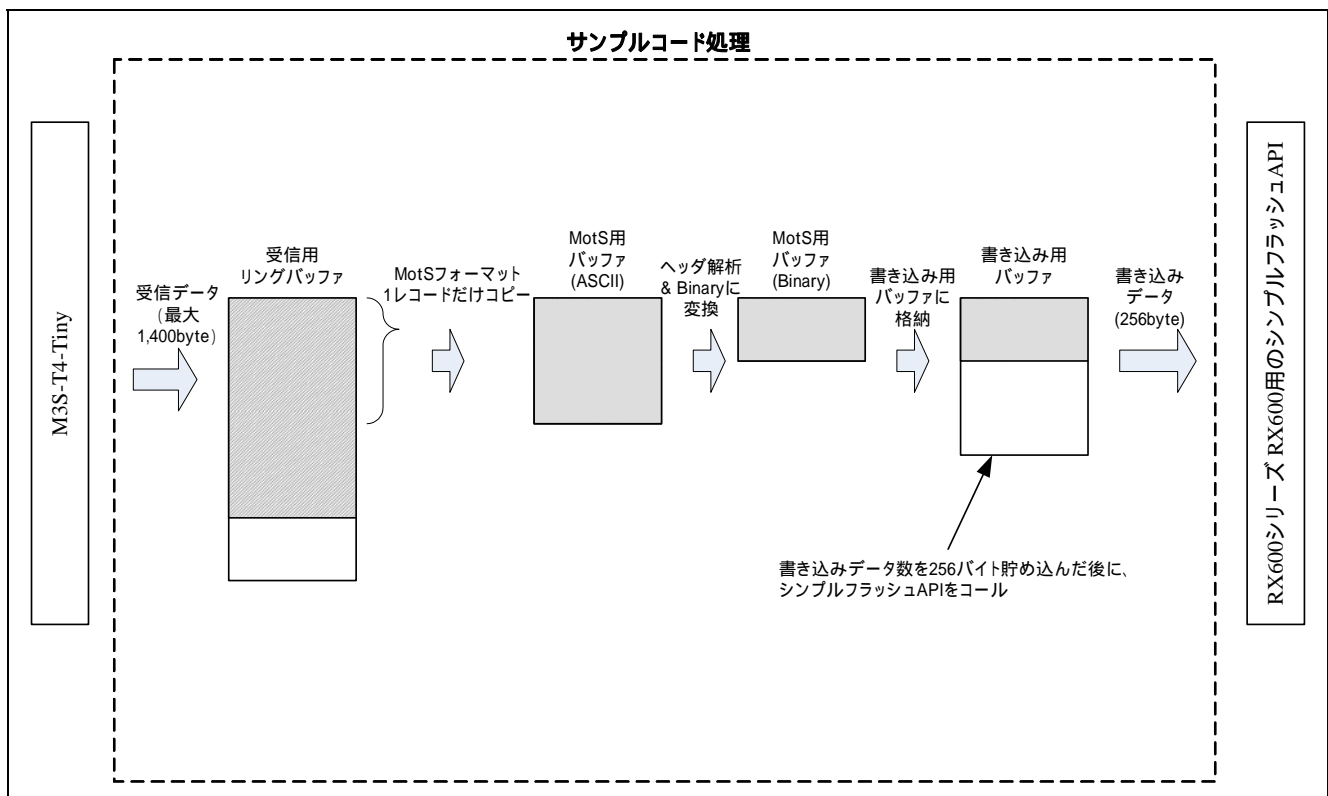 サンプルコード処理
M3S-T4-Tiny
受信データ
(最大
1,400byte)
受信用
リングバッファ
MotSフォーマット
1レコードだけコピー
MotS用
バッファ
(ASCII)
ヘッダ解析
& Binaryに
変換
MotS用
バッファ
(Binary)
書き込み用
バッファに
格納
書き込み用
バッファ
書き込み
データ
(256byte)
書き込みデータ数を256バイト貯め込んだ後に、
シンプルフラッシュAPIをコール
RX600シリーズ RX600用のシンプルフラッシュAPI